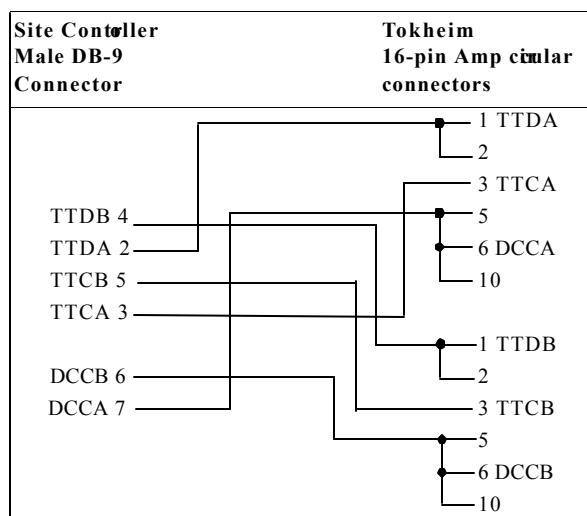 Site Controller
Male DB-9
Connector
Tokheim
16-pin Amp circular
connectors
1 TTDA
2
3 TTCA
5
6 DCCA
10
TTDB 4
TTDA 2
TTCB 5
TTCA 3
DCCB 6
DCCA 7
1 TTDB
2
3 TTCB
5
6 DCCB
10